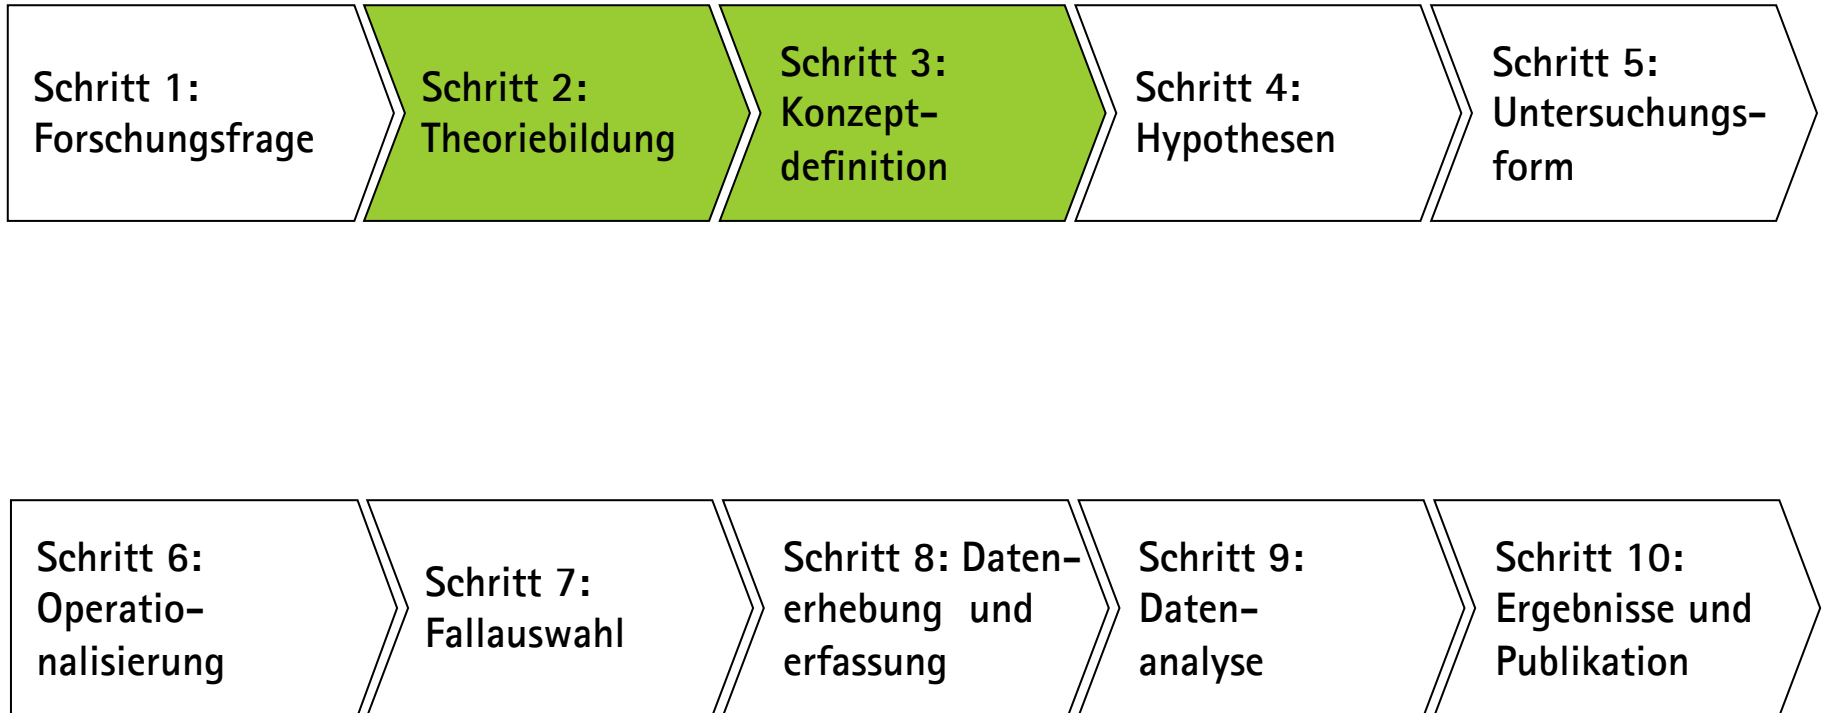 Schritt 1:
Forschungsfrage
Schritt 2:
Theoriebildung
Schritt 3:
Konzept-
definition
Schritt 4:
Hypothesen
Schritt 5:
Untersuchungs-
form
Schritt 6:
Operatio-
nalisierung
Schritt 7:
Fallauswahl
Schritt 8: Daten-
erhebung und
erfassung
Schritt 9:
Daten-
analyse
Schritt 10:
Ergebnisse und
Publikation